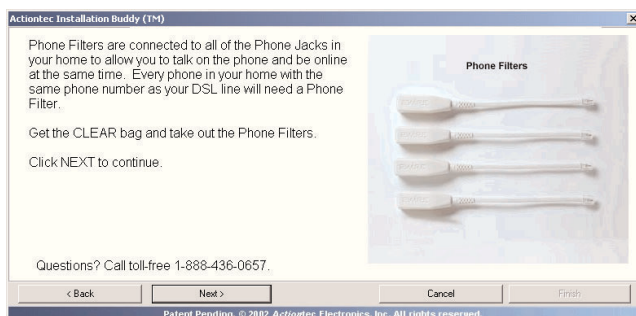 Actiontec Installation Buddy (TM)
Phone Filters are connected to all of the Phone Jacks in
your home to allow you to talk on the phone and be online
at the same time. Every phone in your home with the
same phone number as your DSL line will need a Phone
Filter.
Get the CLEAR bag and take out the Phone Filters.
Click NEXT to continue.
Phone Filters
Questions? Call toll-free 1-888-436-0657.
< Back
Next >
Cancel
Finish
Patent Pending. © 2002 Actiontec Electronics, Inc. All rights reserved.